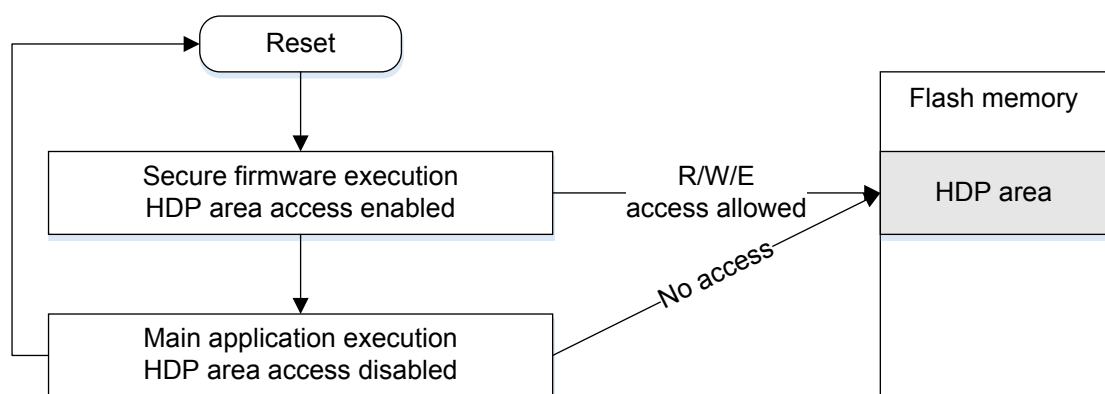 Reset
Flash memory
Secure firmware execution
HDP area access enabled
R/W/E
access allowed
HDP area
No access
Main application execution
HDP area access disabled